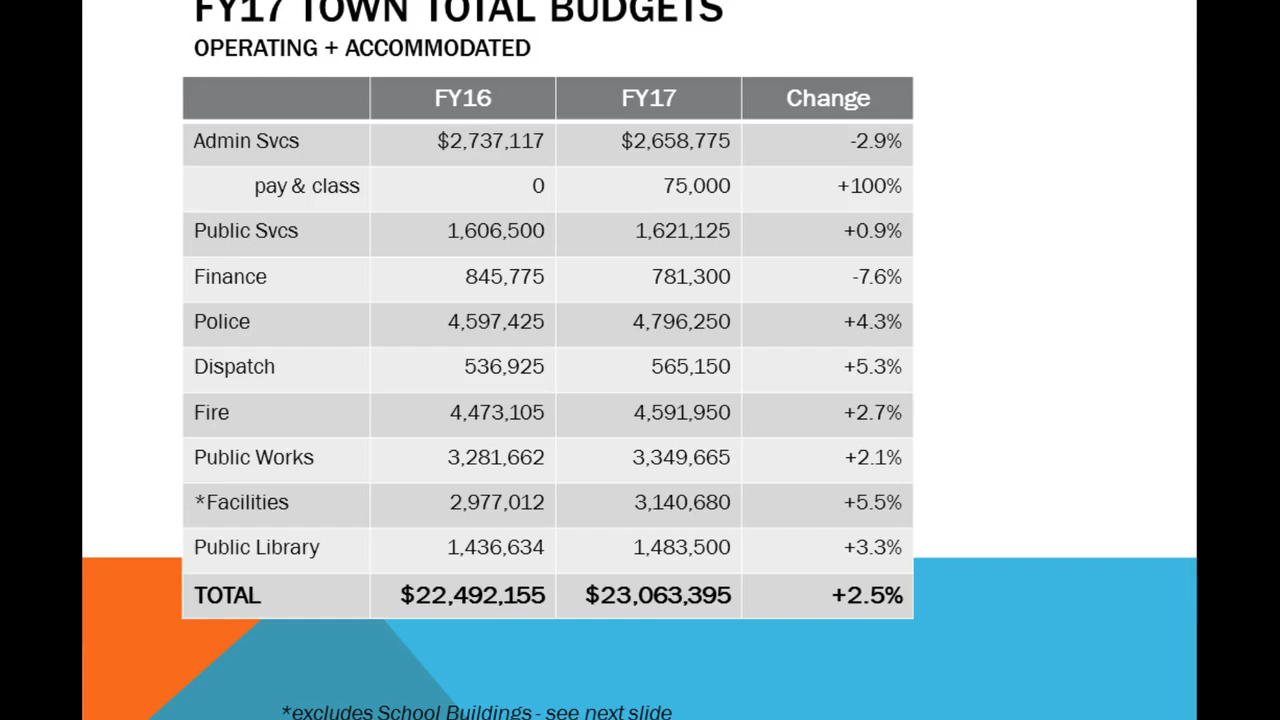 FY17 TOWN TOTAL BUDGETS
OPERATING + ACCOMMODATED
FY16 FY17 Change
Admin Svcs $2,737,117 $2,658,775 -2.9%
pay & class 0 75,000 +100%
Public Svcs 1,606,500 1,621,125 +0.9%
Finance 845,775 781,300 -7.6%
Police 4,597,425 4,796,250 +4.3%
Dispatch 536,925 565,150 +5.3%
Fire 4,473,105 4,591,950 +2.7%
Public Works 3,281,662 3,349,665 +2.1%
*Facilities 2,977,012 3,140,680 +5.5%
Public Library 1,436,634 1,483,500 +3.3%
TOTAL $22,492,155 $23,063,395 +2.5%
*excludes School Buildings - see next slide